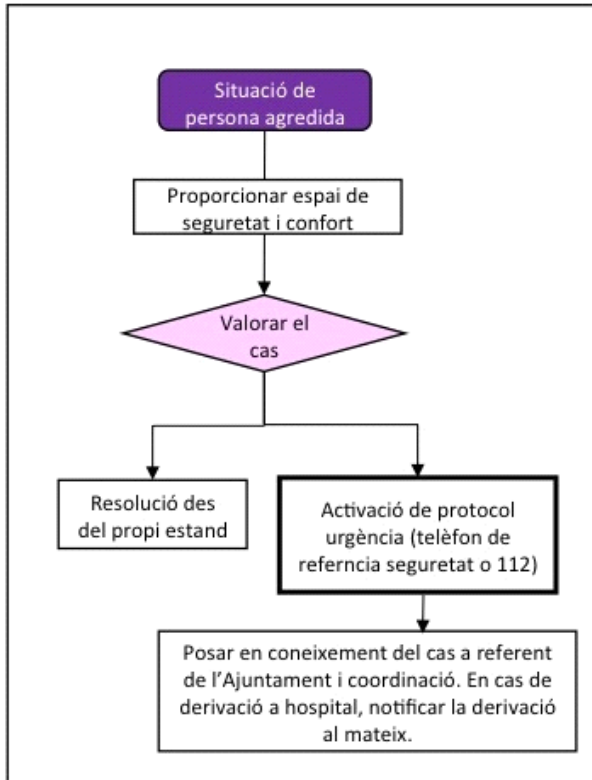 Situació de
persona agredida
Proporcionar espai de
seguretat i confort
Valorar el
cas
Resolució des
del propi estand
Activació de protocol
urgència (telèfon de
referncia seguretat o 112)
Posar en coneixement del cas a referent
de l'Ajuntament i coordinació. En cas de
derivació a hospital, notificar la derivació
al mateix.